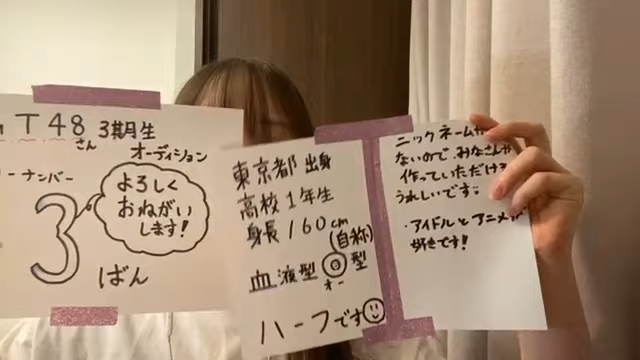 T48さん 3期生
オーディション
ーナンバー
3ばん
よろしく
おねがい
します!
東京都 出身
高校1年生
身長160cm
(自称)
血液型 O型
オー
ハーフです
ニックネームが
ないので、みなさんが
作っていただける
うれしいです。
・アイドルとアニメが
好きです!